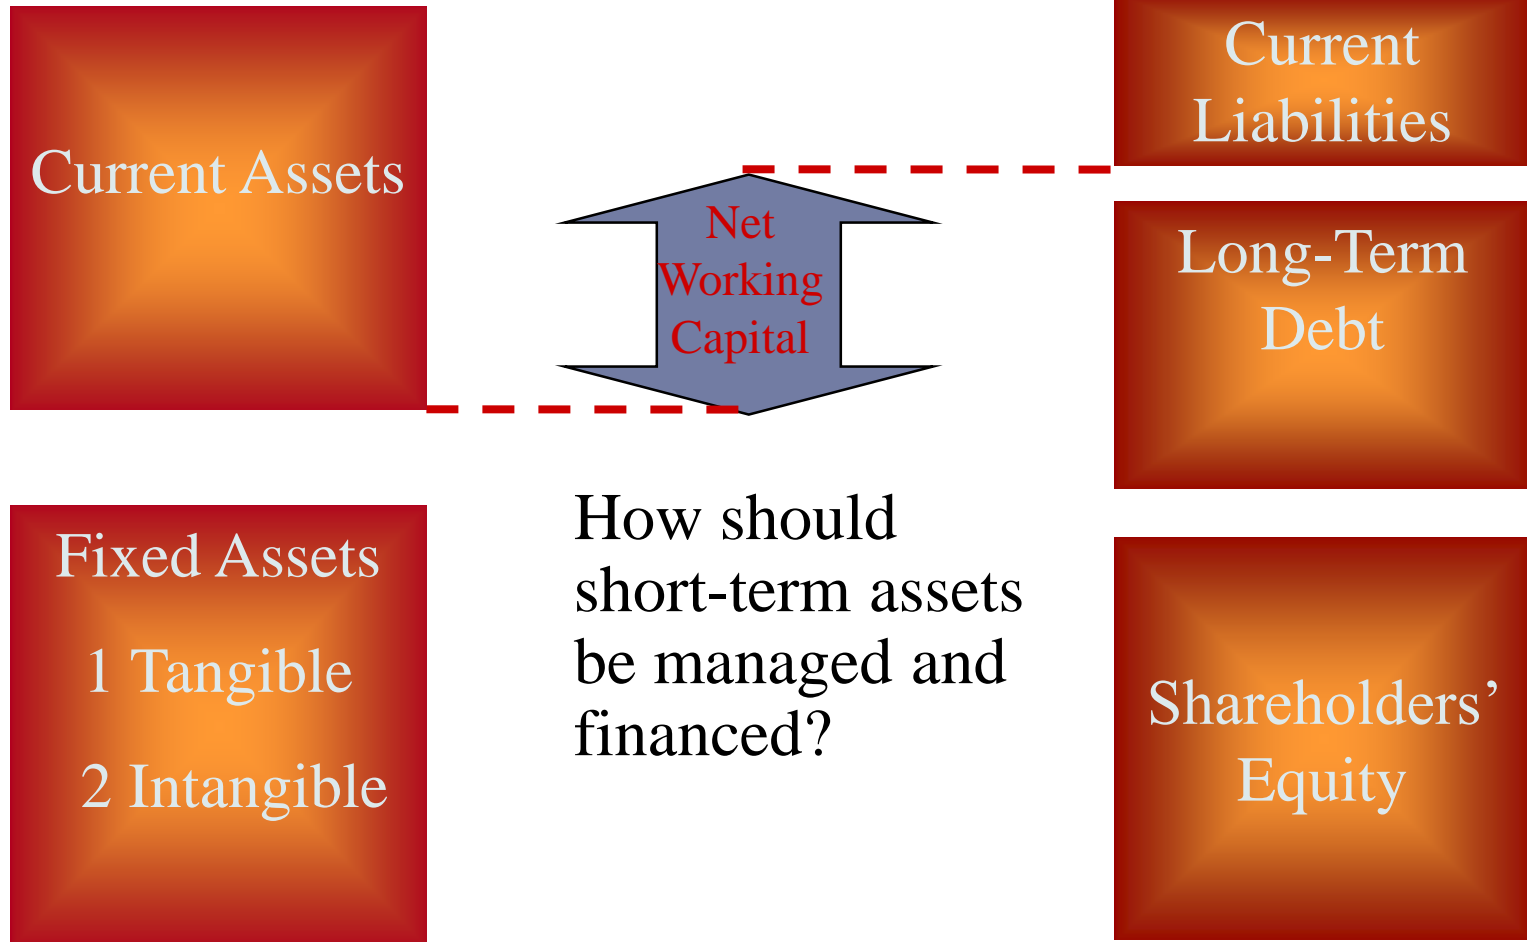 Current Assets
Fixed Assets
1 Tangible
2 Intangible
Net
Working
Capital
How should
short-term assets
be managed and
financed?
Current
Liabilities
Long-Term
Debt
Shareholders’
Equity